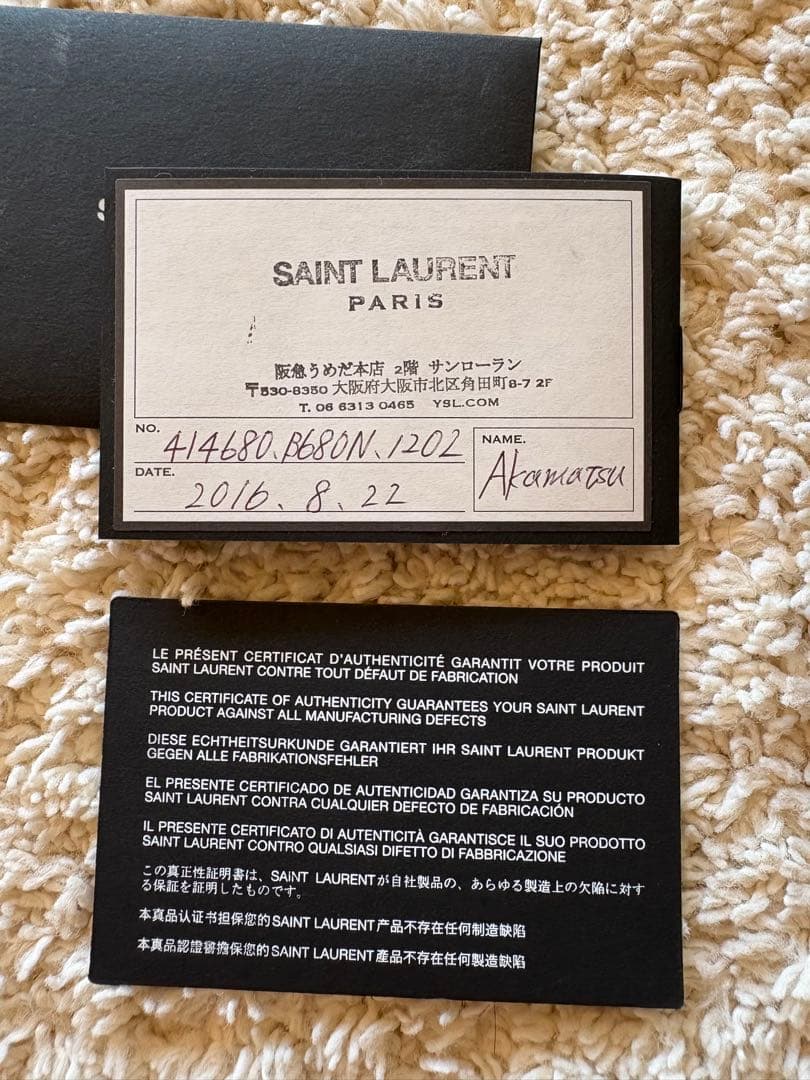 SAINT LAURENT
PARIS
阪急うめだ本店 2階 サンローラン
〒530-8350 大阪府大阪市北区角田町8-7 2F
T. 06 6313 0465 YSL.COM
NO. 414680.B680N.1202
DATE. 2016.8.22
NAME. Akamatsu
LE PRÉSENT CERTIFICAT D'AUTHENTICITÉ GARANTIT VOTRE PRODUIT
SAINT LAURENT CONTRE TOUT DÉFAUT DE FABRICATION
THIS CERTIFICATE OF AUTHENTICITY GUARANTEES YOUR SAINT LAURENT
PRODUCT AGAINST ALL MANUFACTURING DEFECTS
DIESE ECHTHEITSURKUNDE GARANTIERT IHR SAINT LAURENT PRODUKT
GEGEN ALLE FABRIKATIONSFEHLER
EL PRESENTE CERTIFICADO DE AUTENTICIDAD GARANTIZA SU PRODUCTO
SAINT LAURENT CONTRA CUALQUIER DEFECTO DE FABRICACIÓN
IL PRESENTE CERTIFICATO DI AUTENTICITÀ GARANTISCE IL SUO PRODOTTO
SAINT LAURENT CONTRO QUALSIASI DIFETTO DI FABBRICAZIONE
この真正性証明書は、SAINT LAURENTが自社製品の、あらゆる製造上の欠陥に対す
る保証を証明したものです。
本真品认证书担保您的SAINT LAURENT产品不存在任何制造缺陷
本真品認證書擔保您的SAINT LAURENT產品不存在任何製造缺陷